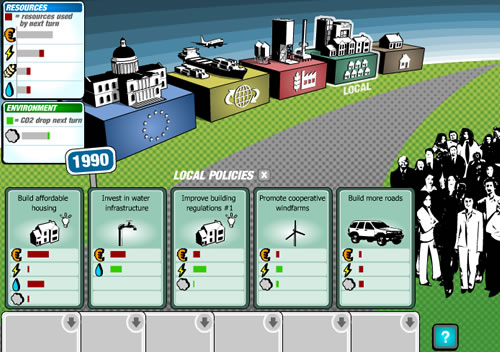 RESOURCES
= resources used
by next turn
ENVIRONMENT
= CO2 drop next turn
LOCAL
1990
LOCAL POLICIES X
Build affordable
housing
Invest in water
infrastructure
Improve building
regulations #1
Promote cooperative
windfarms
Build more roads
?